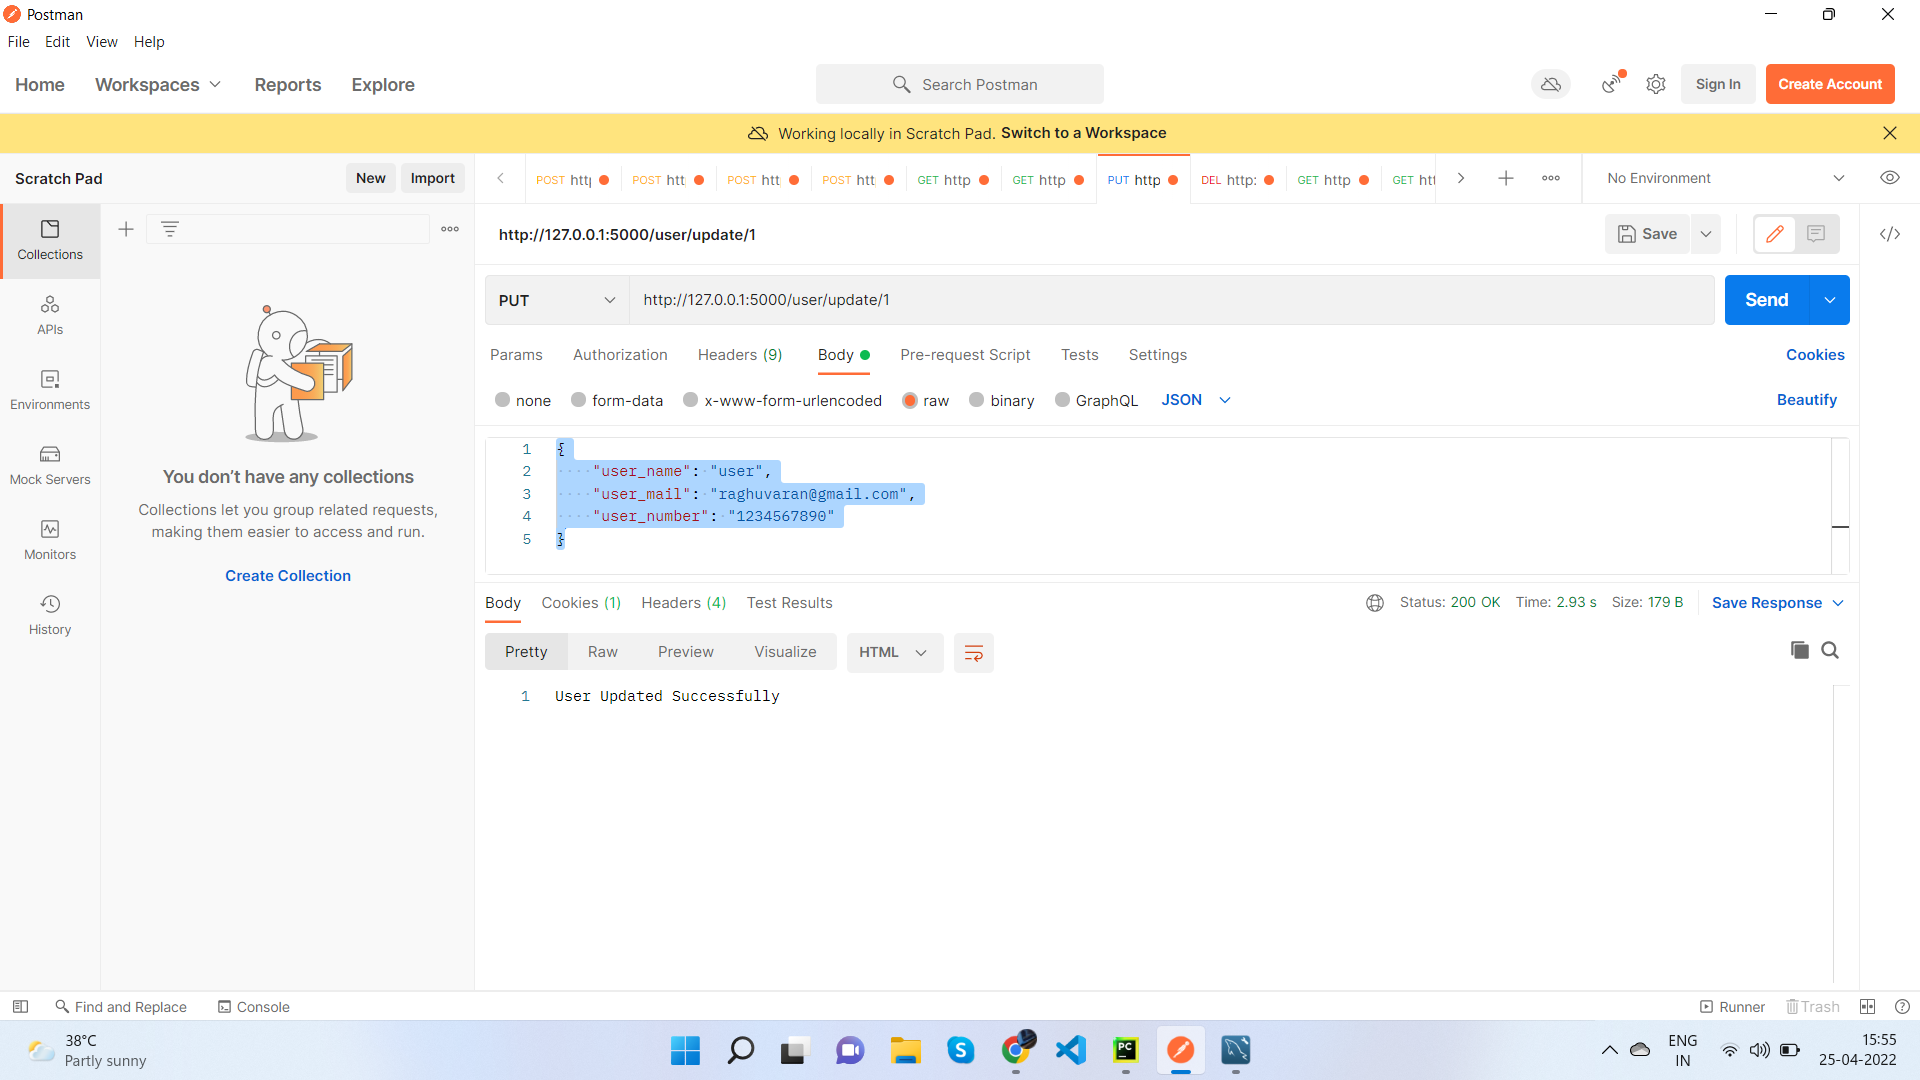 Postman
File Edit View Help
Home Workspaces Reports Explore
Search Postman
Sign In Create Account
Working locally in Scratch Pad. Switch to a Workspace
Scratch Pad New Import
POST http POST htt POST htt POST htt GET http GET http PUT http DEL http: GET http GET htt
No Environment
Collections
APIs
Environments
Mock Servers
Monitors
History
You don’t have any collections
Collections let you group related requests,
making them easier to access and run.
Create Collection
http://127.0.0.1:5000/user/update/1
Save
PUT http://127.0.0.1:5000/user/update/1
Send
Params Authorization Headers (9) Body Pre-request Script Tests Settings Cookies
none form-data x-www-form-urlencoded raw binary GraphQL JSON Beautify
1 {
2 "user_name": "user",
3 "user_mail": "raghuvaran@gmail.com",
4 "user_number": "1234567890"
5 }
Body Cookies (1) Headers (4) Test Results Status: 200 OK Time: 2.93 s Size: 179 B Save Response
Pretty Raw Preview Visualize HTML
1 User Updated Successfully
Find and Replace Console Runner Trash
38°C
Partly sunny
ENG
IN
15:55
25-04-2022